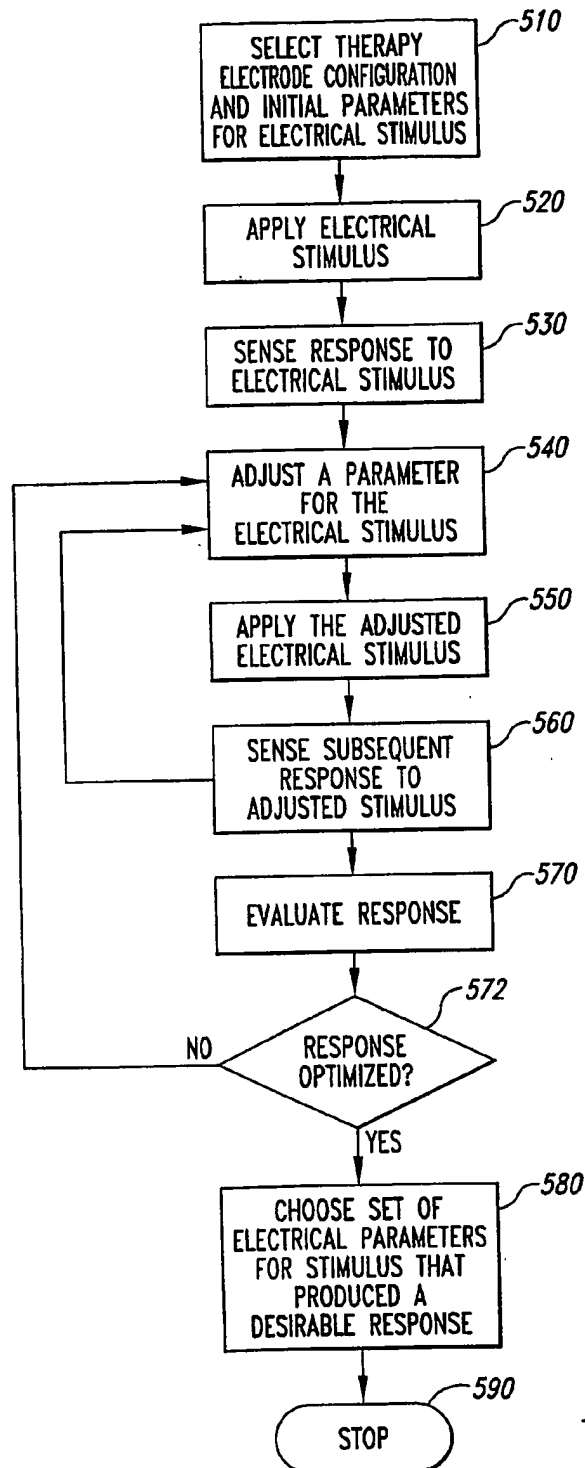 510
SELECT THERAPY
ELECTRODE CONFIGURATION
AND INITIAL PARAMETERS
FOR ELECTRICAL STIMULUS
520
APPLY ELECTRICAL
STIMULUS
530
SENSE RESPONSE TO
ELECTRICAL STIMULUS
540
ADJUST A PARAMETER
FOR THE
ELECTRICAL STIMULUS
550
APPLY THE ADJUSTED
ELECTRICAL STIMULUS
560
SENSE SUBSEQUENT
RESPONSE TO
ADJUSTED STIMULUS
570
EVALUATE RESPONSE
572
NO
RESPONSE
OPTIMIZED?
YES
580
CHOOSE SET OF
ELECTRICAL PARAMETERS
FOR STIMULUS THAT
PRODUCED A
DESIRABLE RESPONSE
590
STOP